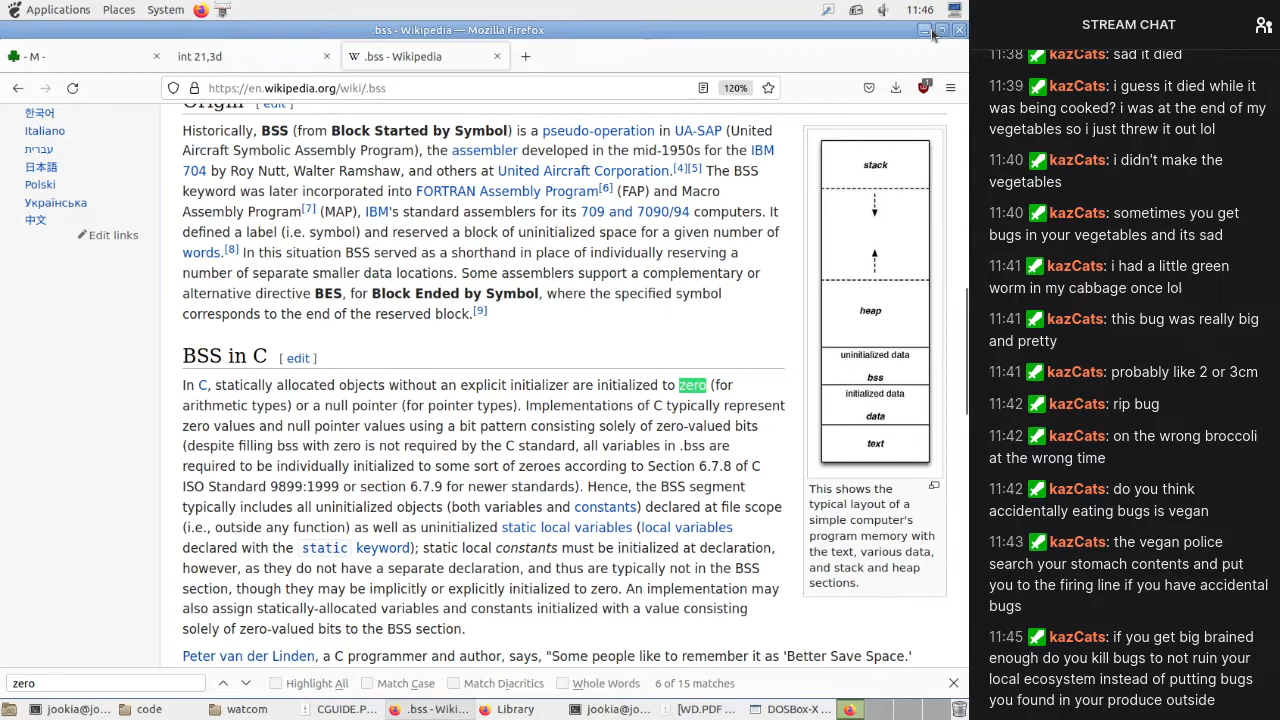 Applications Places System 11:46
.bss - Wikipedia — Mozilla Firefox
- M -
int 21,3d
.bss - Wikipedia
https://en.wikipedia.org/wiki/.bss
120%
1
한국어
Italiano
עברית
日本語
Polski
Українська
中文
Edit links
Origin [ edit ]
Historically, BSS (from Block Started by Symbol) is a pseudo-operation in UA-SAP (United
Aircraft Symbolic Assembly Program), the assembler developed in the mid-1950s for the IBM
704 by Roy Nutt, Walter Ramshaw, and others at United Aircraft Corporation.[4][5] The BSS
keyword was later incorporated into FORTRAN Assembly Program[6] (FAP) and Macro
Assembly Program[7] (MAP), IBM's standard assemblers for its 709 and 7090/94 computers. It
defined a label (i.e. symbol) and reserved a block of uninitialized space for a given number of
words.[8] In this situation BSS served as a shorthand in place of individually reserving a
number of separate smaller data locations. Some assemblers support a complementary or
alternative directive BES, for Block Ended by Symbol, where the specified symbol
corresponds to the end of the reserved block.[9]
BSS in C [ edit ]
In C, statically allocated objects without an explicit initializer are initialized to zero (for
arithmetic types) or a null pointer (for pointer types). Implementations of C typically represent
zero values and null pointer values using a bit pattern consisting solely of zero-valued bits
(despite filling bss with zero is not required by the C standard, all variables in .bss are
required to be individually initialized to some sort of zeroes according to Section 6.7.8 of C
ISO Standard 9899:1999 or section 6.7.9 for newer standards). Hence, the BSS segment
typically includes all uninitialized objects (both variables and constants) declared at file scope
(i.e., outside any function) as well as uninitialized static local variables (local variables
declared with the static keyword); static local constants must be initialized at declaration,
however, as they do not have a separate declaration, and thus are typically not in the BSS
section, though they may be implicitly or explicitly initialized to zero. An implementation may
also assign statically-allocated variables and constants initialized with a value consisting
solely of zero-valued bits to the BSS section.
Peter van der Linden, a C programmer and author, says, "Some people like to remember it as 'Better Save Space.'
stack
heap
uninitialized data
bss
initialized data
data
text
This shows the
typical layout of a
simple computer's
program memory with
the text, various data,
and stack and heap
sections.
zero Highlight All Match Case Match Diacritics Whole Words 6 of 15 matches
jookia@jo... code watcom CGUIDE.P... .bss - Wiki... Library jookia@jo... [WD.PDF ... DOSBox-X ...
STREAM CHAT
11:38 kazCats: sad it died
11:39 kazCats: i guess it died while it
was being cooked? i was at the end of my
vegetables so i just threw it out lol
11:40 kazCats: i didn't make the
vegetables
11:40 kazCats: sometimes you get
bugs in your vegetables and its sad
11:41 kazCats: i had a little green
worm in my cabbage once lol
11:41 kazCats: this bug was really big
and pretty
11:41 kazCats: probably like 2 or 3cm
11:42 kazCats: rip bug
11:42 kazCats: on the wrong broccoli
at the wrong time
11:42 kazCats: do you think
accidentally eating bugs is vegan
11:43 kazCats: the vegan police
search your stomach contents and put
you to the firing line if you have accidental
bugs
11:45 kazCats: if you get big brained
enough do you kill bugs to not ruin your
local ecosystem instead of putting bugs
you found in your produce outside